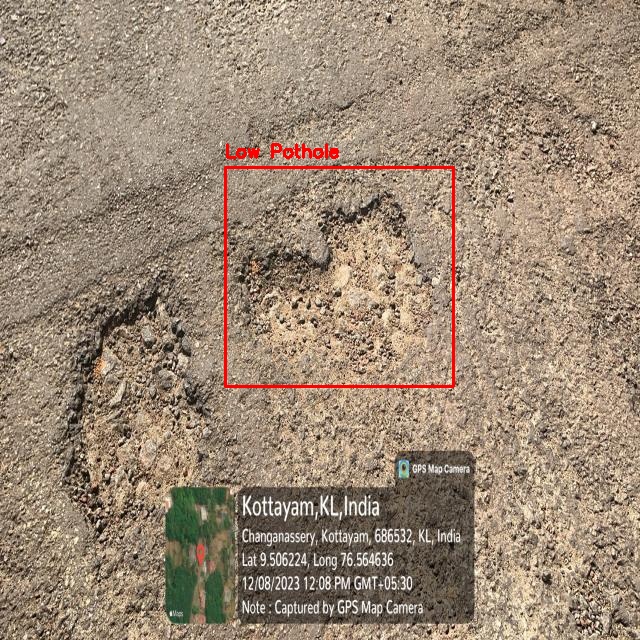 Low Pothole
GPS Map Camera
Kottayam,KL,India
Changanassery, Kottayam, 686532, KL, India
Lat 9.506224, Long 76.564636
12/08/2023 12:08 PM GMT+05:30
Note : Captured by GPS Map Camera
Maps